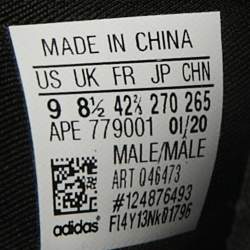 MADE IN CHINA
US UK FR JP CHN
9 8½ 42⅔ 270 265
APE 779001 01/20
MALE/MALE
ART 046473
#124876493
adidas FI4Y13NkD1796